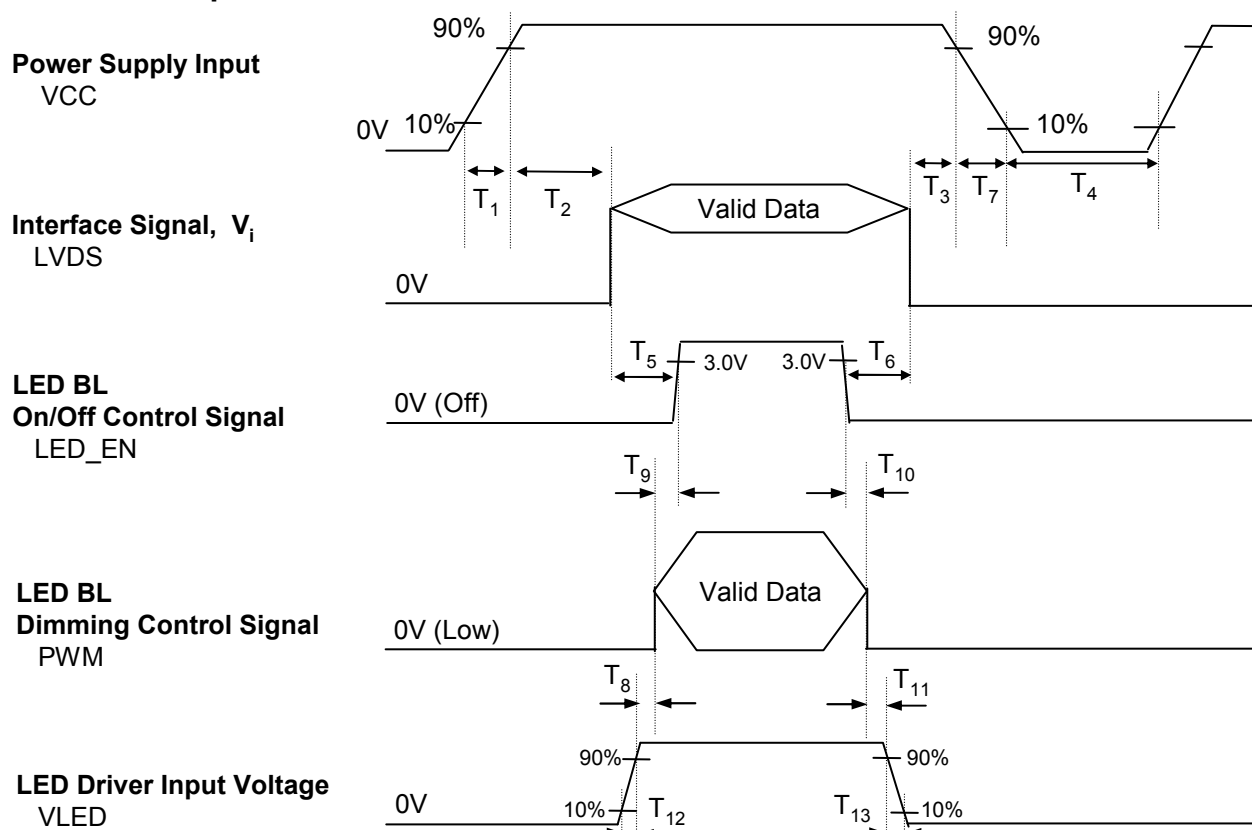 90%
90%
Power Supply Input
VCC
0V 10%
10%
T1
T2
T3
T7
T4
Interface Signal, Vi
LVDS
Valid Data
0V
T5
3.0V
3.0V
T6
LED BL
On/Off Control Signal
LED_EN
0V (Off)
T9
T10
LED BL
Dimming Control Signal
PWM
Valid Data
0V (Low)
T8
T11
LED Driver Input Voltage
VLED
90%
90%
0V
10%
T12
T13
10%